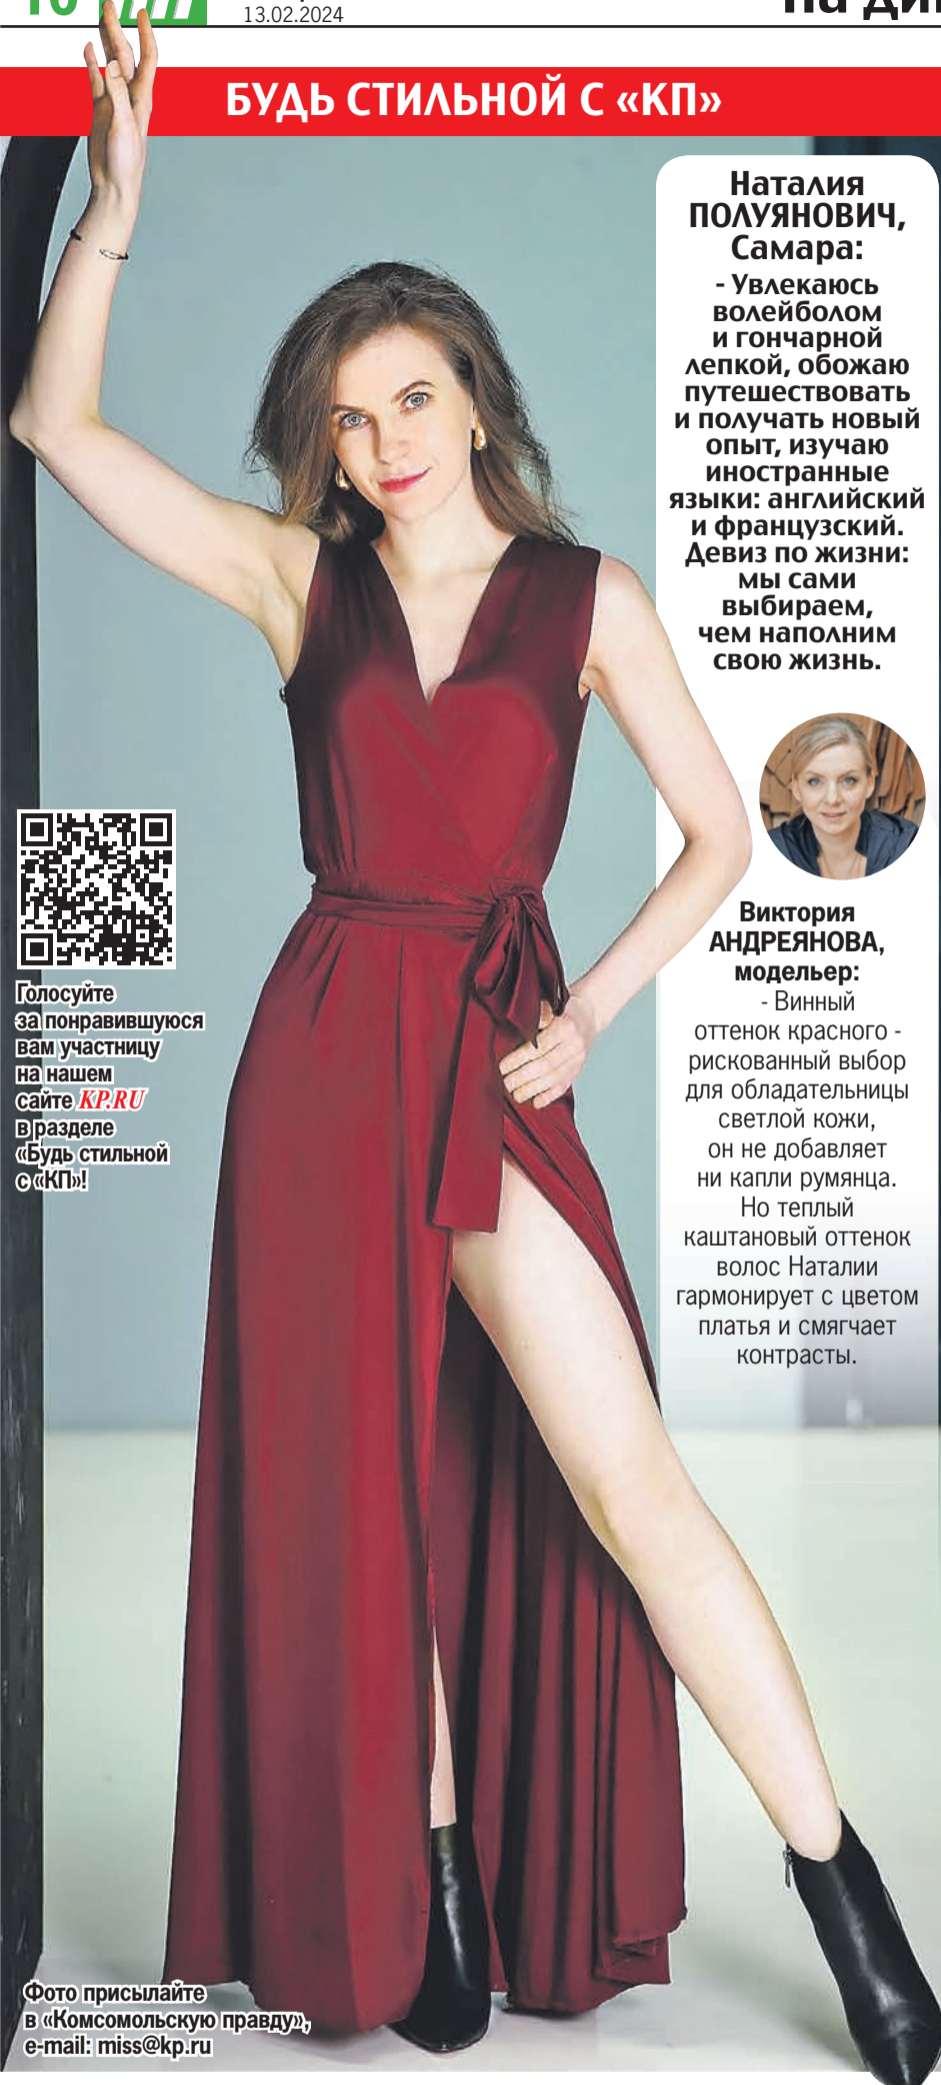 13.02.2024
БУДЬ СТИЛЬНОЙ С «КП»
Наталия
ПОЛУЯНОВИЧ,
Самара:
- Увлекаюсь
волейболом
и гончарной
лепкой, обожаю
путешествовать
и получать новый
опыт, изучаю
иностранные
языки: английский
и французский.
Девиз по жизни:
мы сами
выбираем,
чем наполним
свою жизнь.
Виктория
АНДРЕЯНОВА,
модельер:
- Винный
оттенок красного -
рискованный выбор
для обладательницы
светлой кожи,
он не добавляет
ни капли румянца.
Но теплый
каштановый оттенок
волос Наталии
гармонирует с цветом
платья и смягчает
контрасты.
Голосуйте
за понравившуюся
вам участницу
на нашем
сайте KP.RU
в разделе
«Будь стильной
с «КП»!
Фото присылайте
в «Комсомольскую правду»,
e-mail: miss@kp.ru